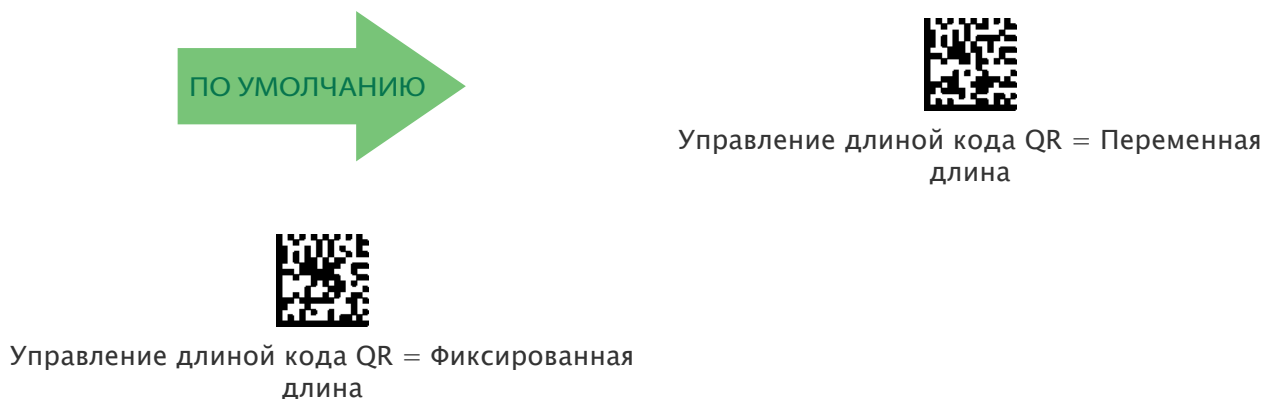 ПО УМОЛЧАНИЮ
Управление длиной кода QR = Переменная
длина
Управление длиной кода QR = Фиксированная
длина